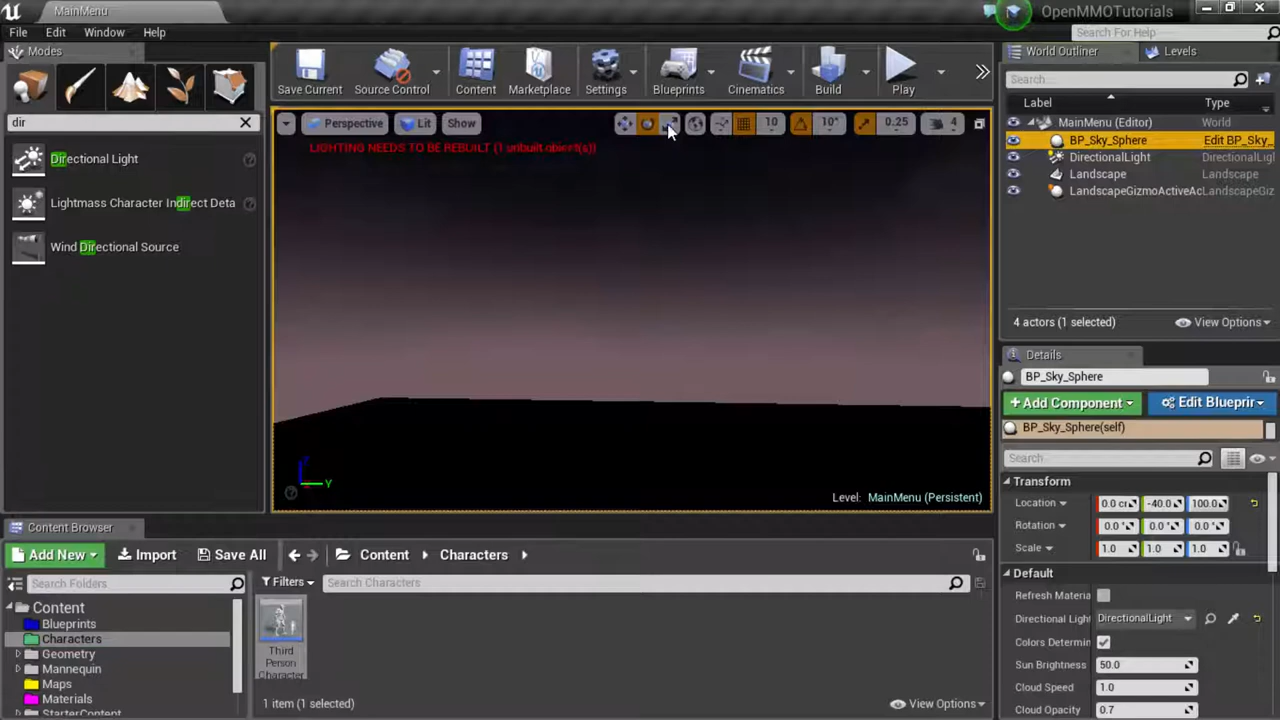 MainMenu
OpenMMOTutorials
File Edit Window Help
Search For Help
Modes
Save Current
Source Control
Content
Marketplace
Settings
Blueprints
Cinematics
Build
Play
World Outliner
Levels
Search...
Label
Type
dir
Directional Light
Lightmass Character Indirect Deta
Wind Directional Source
Perspective
Lit
Show
10
10°
0.25
4
LIGHTING NEEDS TO BE REBUILT (1 unbuilt object(s))
MainMenu (Editor)
World
BP_Sky_Sphere
Edit BP_Sky_
DirectionalLight
DirectionalLigl
Landscape
Landscape
LandscapeGizmoActiveAc
LandscapeGiz
4 actors (1 selected)
View Options
Y
Level: MainMenu (Persistent)
Details
BP_Sky_Sphere
+Add Component
Edit Blueprir
BP_Sky_Sphere(self)
Search
Transform
Location
0.0 cr
-40.0
100.0
Rotation
0.0 °
0.0 °
0.0 °
Scale
1.0
1.0
1.0
Default
Refresh Materia
Directional Light
DirectionalLight
Colors Determin
Sun Brightness
50.0
Cloud Speed
1.0
Cloud Opacity
0.7
Content Browser
Add New
Import
Save All
Content
Characters
Search Folders
Filters
Search Characters
Content
Blueprints
Characters
Geometry
Mannequin
Maps
Materials
StarterContent
Third
Person
Character
1 item (1 selected)
View Options